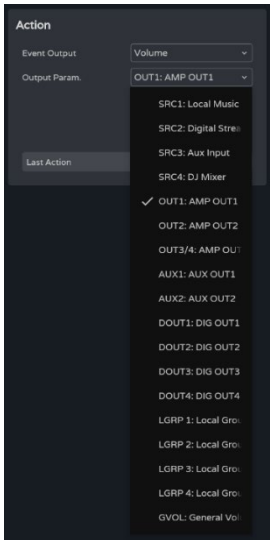 Action
Event Output Volume
Output Param. OUT1: AMP OUT1
SRC1: Local Music
SRC2: Digital Strea
SRC3: Aux Input
SRC4: DJ Mixer
Last Action
OUT1: AMP OUT1
OUT2: AMP OUT2
OUT3/4: AMP OUT
AUX1: AUX OUT1
AUX2: AUX OUT2
DOUT1: DIG OUT1
DOUT2: DIG OUT2
DOUT3: DIG OUT3
DOUT4: DIG OUT4
LGRP 1: Local Grou
LGRP 2: Local Grou
LGRP 3: Local Grou
LGRP 4: Local Grou
GVOL: General Vol